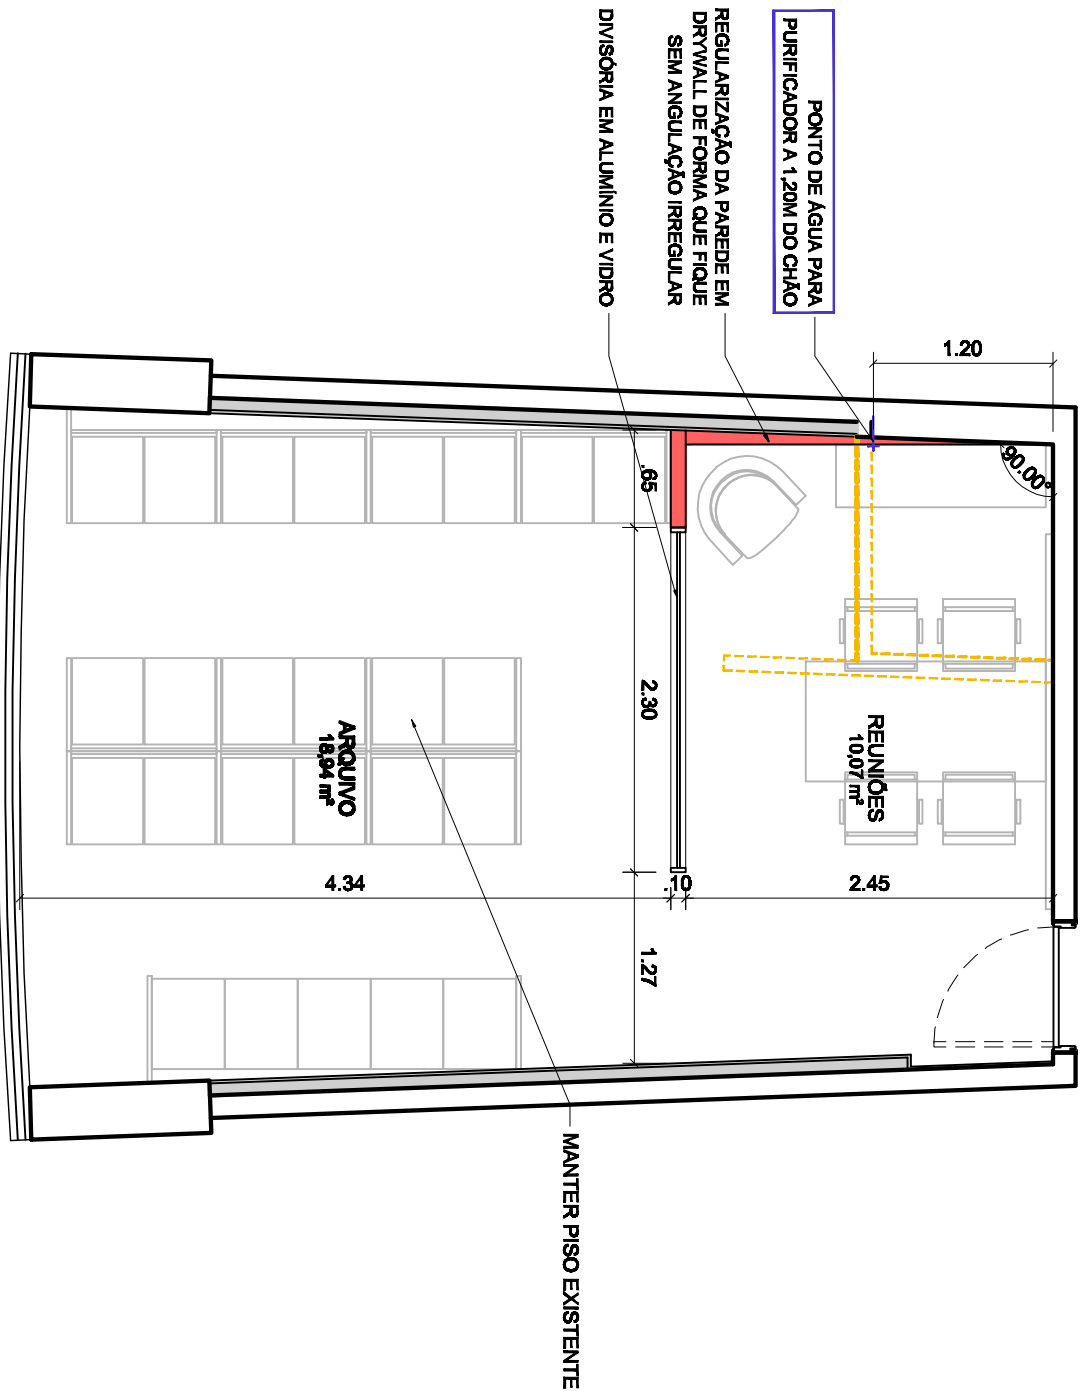 PONTO DE ÁGUA PARA
PURIFICADOR A 1,20M DO CHÃO
REGULARIZAÇÃO DA PAREDE EM
DRYWALL DE FORMA QUE FIQUE
SEM ANGULAÇÃO IRREGULAR
DIVISÓRIA EM ALUMÍNIO E VIDRO
1.20
90.00°
.65
2.30
REUNIÕES
10,07 m²
ARQUIVO
18,94 m²
4.34
.10
2.45
1.27
MANTER PISO EXISTENTE